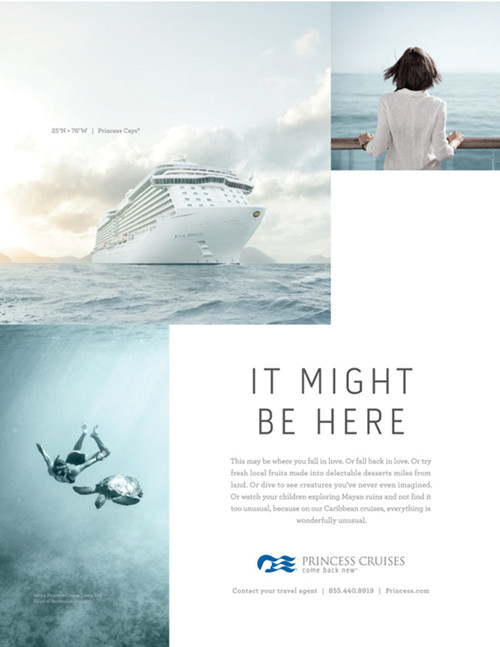 25°N • 76°W | Princess Cays®
IT MIGHT
BE HERE
This may be where you fall in love. Or fall back in love. Or try
fresh local fruits made into delectable desserts miles from
land. Or dive to see creatures you've never even imagined.
Or watch your children exploring Mayan ruins and not find it
too unusual, because on our Caribbean cruises, everything is
wonderfully unusual.
PRINCESS CRUISES
come back new℠
Contact your travel agent | 855.440.8919 | Princess.com